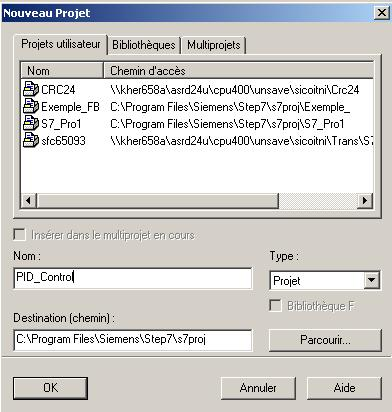 Nouveau Projet
Projets utilisateur Bibliothèques Multiprojets
Nom Chemin d'accès
CRC24 \\kher658a\asrd24u\cpu400\unsave\sicoitni\Crc24
Exemple_FB C:\Program Files\Siemens\Step7\s7proj\Exemple_
S7_Pro1 C:\Program Files\Siemens\Step7\s7proj\S7_Pro1
sfc65093 \\kher658a\asrd24u\cpu400\unsave\sicoitni\Trans\S7
Insérer dans le multiprojet en cours
Nom : Type :
PID_Control Projet
Bibliothèque F
Destination (chemin) :
C:\Program Files\Siemens\Step7\s7proj Parcourir...
OK Annuler Aide